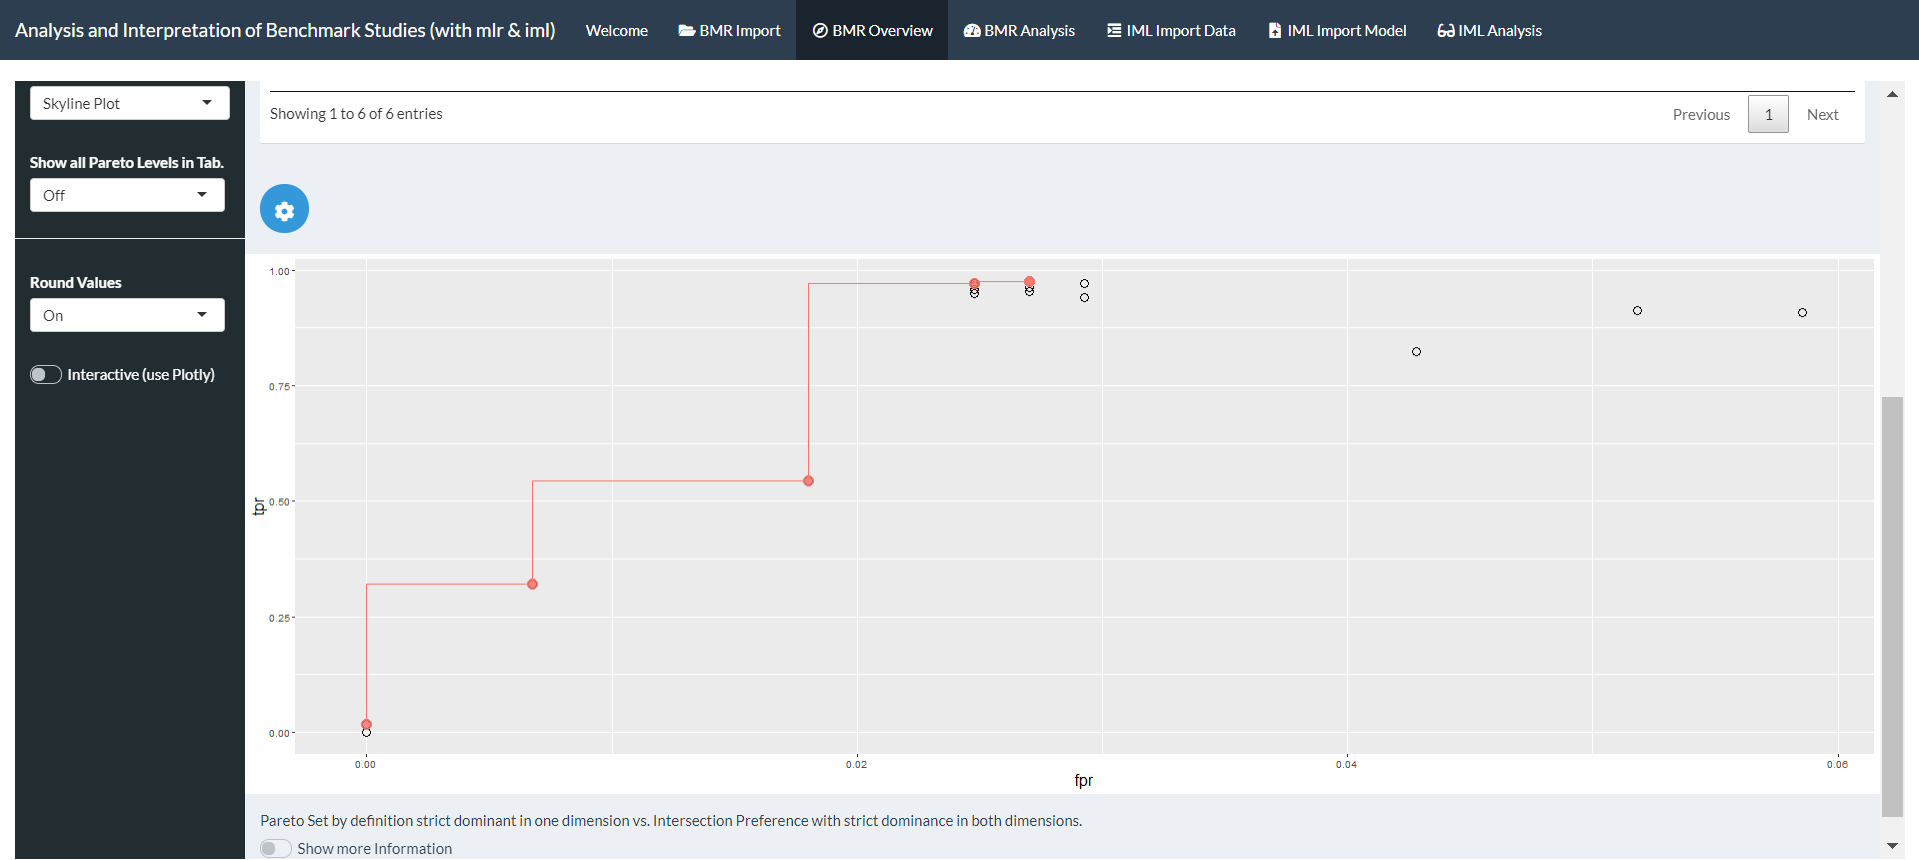 Analysis and Interpretation of Benchmark Studies (with mlr & iml) Welcome BMR Import BMR Overview BMR Analysis IML Import Data IML Import Model IML Analysis
Skyline Plot
Show all Pareto Levels in Tab.
Off
Round Values
On
Interactive (use Plotly)
Showing 1 to 6 of 6 entries
Previous 1 Next
1.00
0.75
0.50
0.25
0.00
tpr
0.00 0.02 0.04 0.06
fpr
Pareto Set by definition strict dominant in one dimension vs. Intersection Preference with strict dominance in both dimensions.
Show more Information